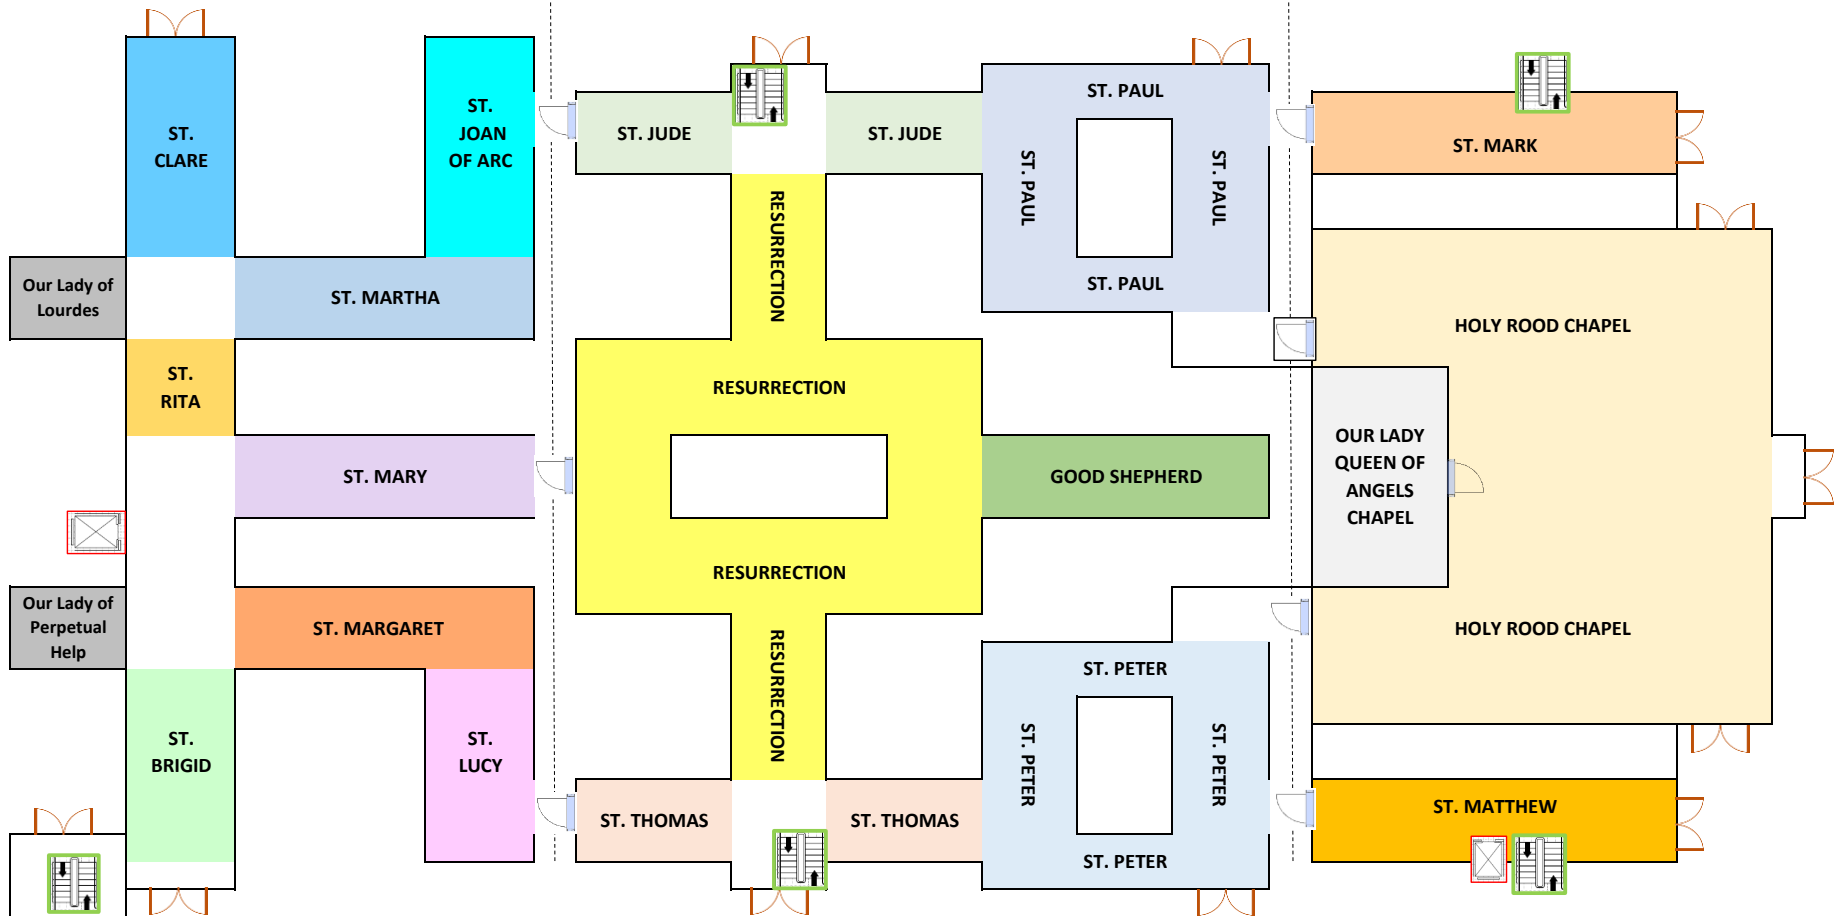 ST. PAUL
ST.
CLARE
ST.
JOAN
OF ARC
ST. JUDE
ST. JUDE
ST. PAUL
ST. PAUL
ST. MARK
RESURRECTION
Our Lady of
Lourdes
ST. MARTHA
ST. PAUL
HOLY ROOD CHAPEL
ST.
RITA
RESURRECTION
OUR LADY
QUEEN OF
ANGELS
CHAPEL
ST. MARY
GOOD SHEPHERD
RESURRECTION
Our Lady of
Perpetual
Help
ST. MARGARET
HOLY ROOD CHAPEL
RESURRECTION
ST. PETER
ST.
BRIGID
ST.
LUCY
ST. PETER
ST. PETER
ST. THOMAS
ST. THOMAS
ST. MATTHEW
ST. PETER